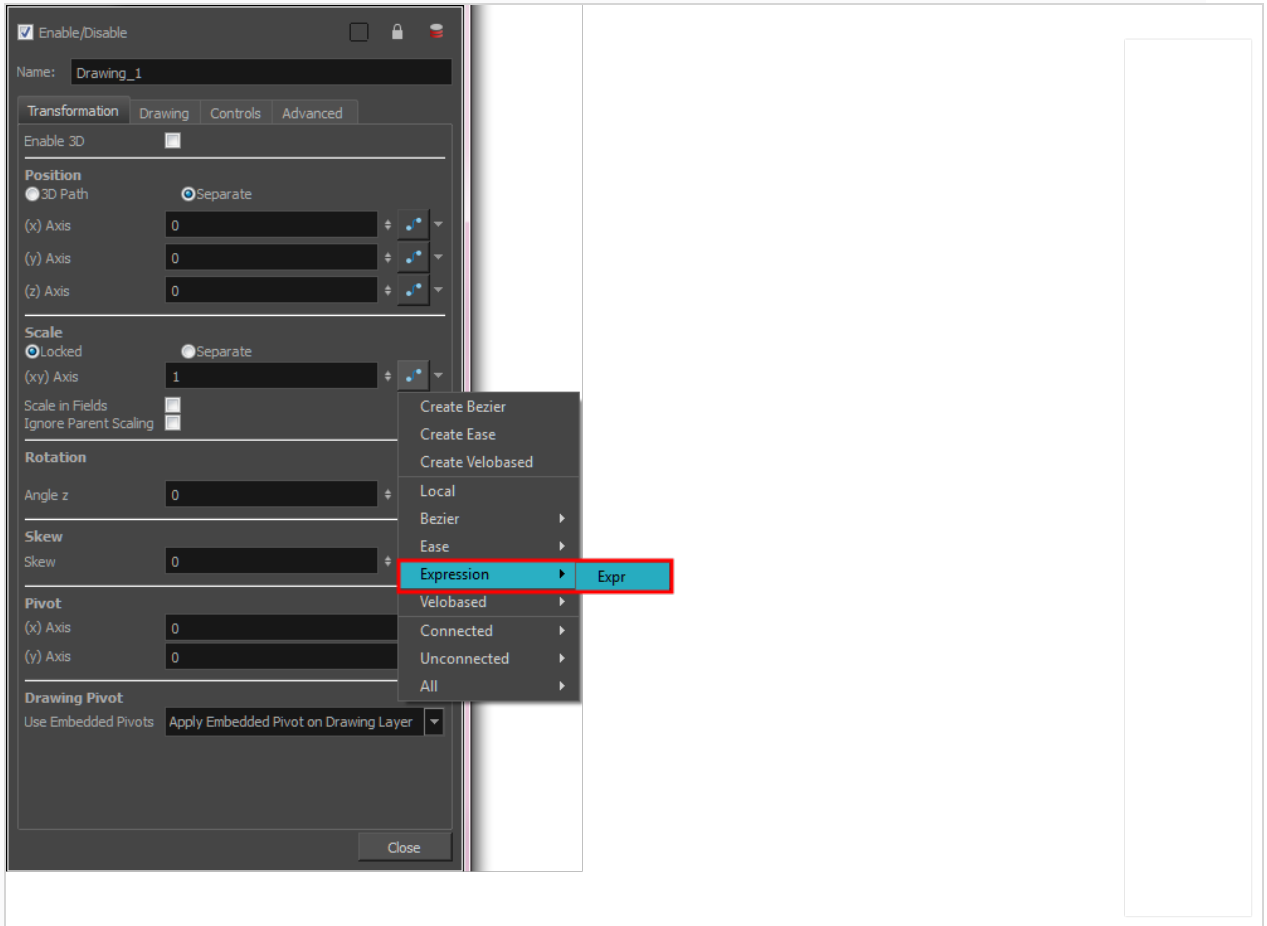 Enable/Disable
Name: Drawing_1
Transformation Drawing Controls Advanced
Enable 3D
Position
3D Path Separate
(x) Axis 0
(y) Axis 0
(z) Axis 0
Scale
Locked Separate
(xy) Axis 1
Scale in Fields
Ignore Parent Scaling
Rotation
Angle z 0
Skew
Skew 0
Pivot
(x) Axis 0
(y) Axis 0
Drawing Pivot
Use Embedded Pivots Apply Embedded Pivot on Drawing Layer
Close
Create Bezier
Create Ease
Create Velobased
Local
Bezier
Ease
Expression Expr
Velobased
Connected
Unconnected
All